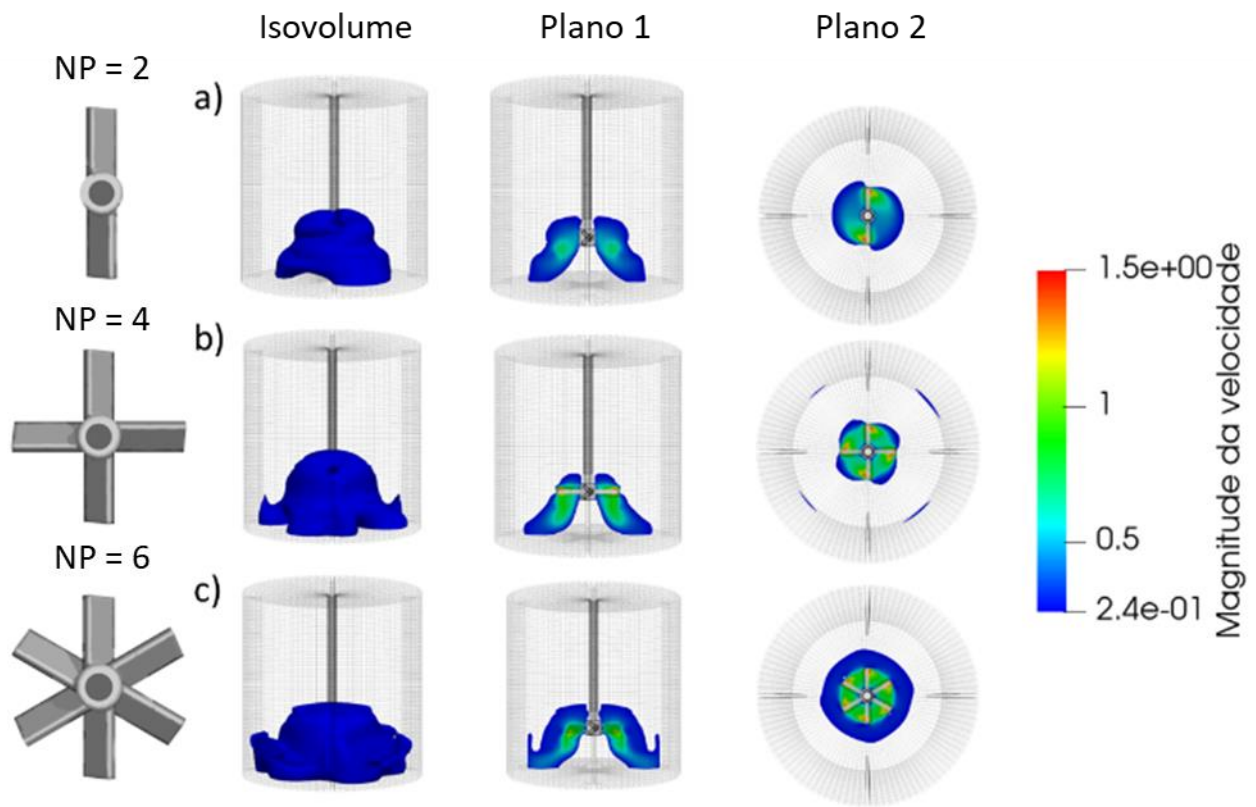 Isovolume
Plano 1
Plano 2
NP = 2
a)
NP = 4
b)
NP = 6
c)
1.5e+00
1
0.5
2.4e-01
Magnitude da velocidade